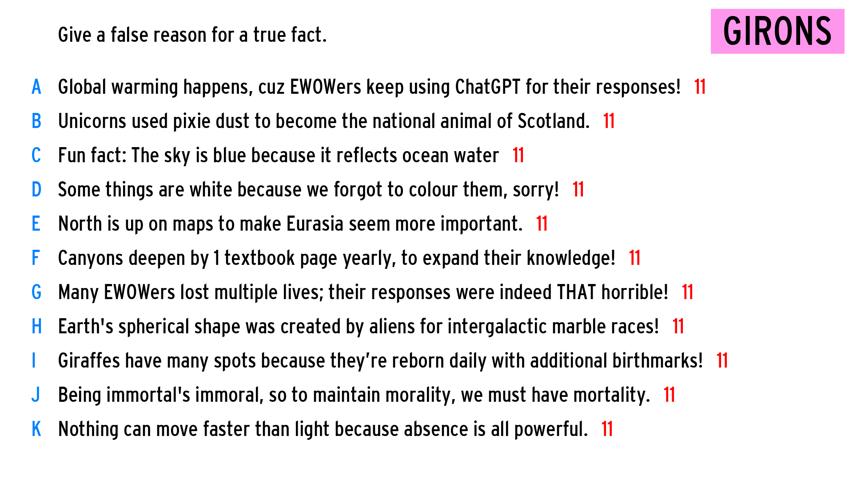 Give a false reason for a true fact.
GIRONS
A Global warming happens, cuz EWOWers keep using ChatGPT for their responses! 11
B Unicorns used pixie dust to become the national animal of Scotland. 11
C Fun fact: The sky is blue because it reflects ocean water 11
D Some things are white because we forgot to colour them, sorry! 11
E North is up on maps to make Eurasia seem more important. 11
F Canyons deepen by 1 textbook page yearly, to expand their knowledge! 11
G Many EWOWers lost multiple lives; their responses were indeed THAT horrible! 11
H Earth's spherical shape was created by aliens for intergalactic marble races! 11
I Giraffes have many spots because they’re reborn daily with additional birthmarks! 11
J Being immortal's immoral, so to maintain morality, we must have mortality. 11
K Nothing can move faster than light because absence is all powerful. 11